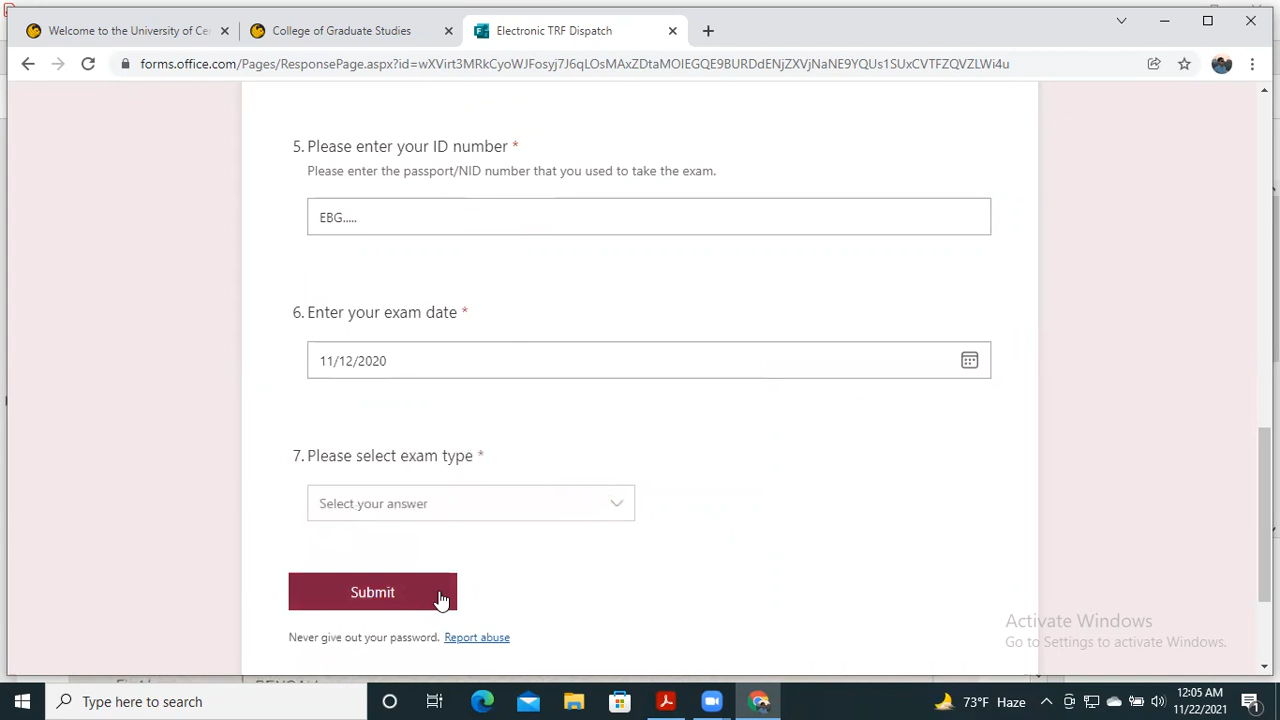 Welcome to the University of Ce
College of Graduate Studies
Electronic TRF Dispatch
forms.office.com/Pages/ResponsePage.aspx?id=wXVirt3MRkCyoWJFosyj7J6qLOsMAxZDtaMOIEGQE9BURDdENjZXVjNaNE9YQUs1SUxCVTFZQVZLWi4u
5. Please enter your ID number *
Please enter the passport/NID number that you used to take the exam.
EBG.....
6. Enter your exam date *
11/12/2020
7. Please select exam type *
Select your answer
Submit
Never give out your password. Report abuse
Activate Windows
Go to Settings to activate Windows.
Type here to search
73°F Haze
12:05 AM
11/22/2021
1